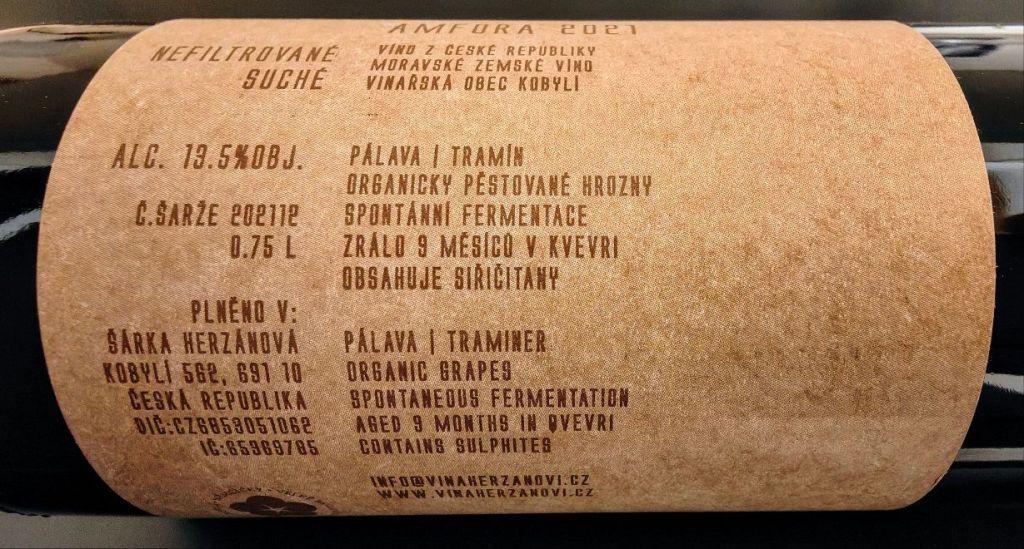 AMFORA 2021
NEFILTROVANÉ
SUCHÉ
VÍNO Z ČESKÉ REPUBLIKY
MORAVSKÉ ZEMSKÉ VÍNO
VINAŘSKÁ OBEC KOBYLÍ
ALC. 13.5%OBJ.
Č.ŠARŽE 202112
0.75 L
PÁLAVA | TRAMÍN
ORGANICKY PĚSTOVANÉ HROZNY
SPONTÁNNÍ FERMENTACE
ZRÁLO 9 MĚSÍCŮ V KVEVRI
OBSAHUJE SIŘIČITANY
PLNĚNO V:
ŠÁRKA HERZÁNOVÁ
KOBYLÍ 562, 691 10
ČESKÁ REPUBLIKA
DIČ:CZ6853051062
IČ:65369765
PÁLAVA | TRAMINER
ORGANIC GRAPES
SPONTANEOUS FERMENTATION
AGED 9 MONTHS IN QVEVRI
CONTAINS SULPHITES
INFO@VINAHERZANOVI.CZ
WWW.VINAHERZANOVI.CZ